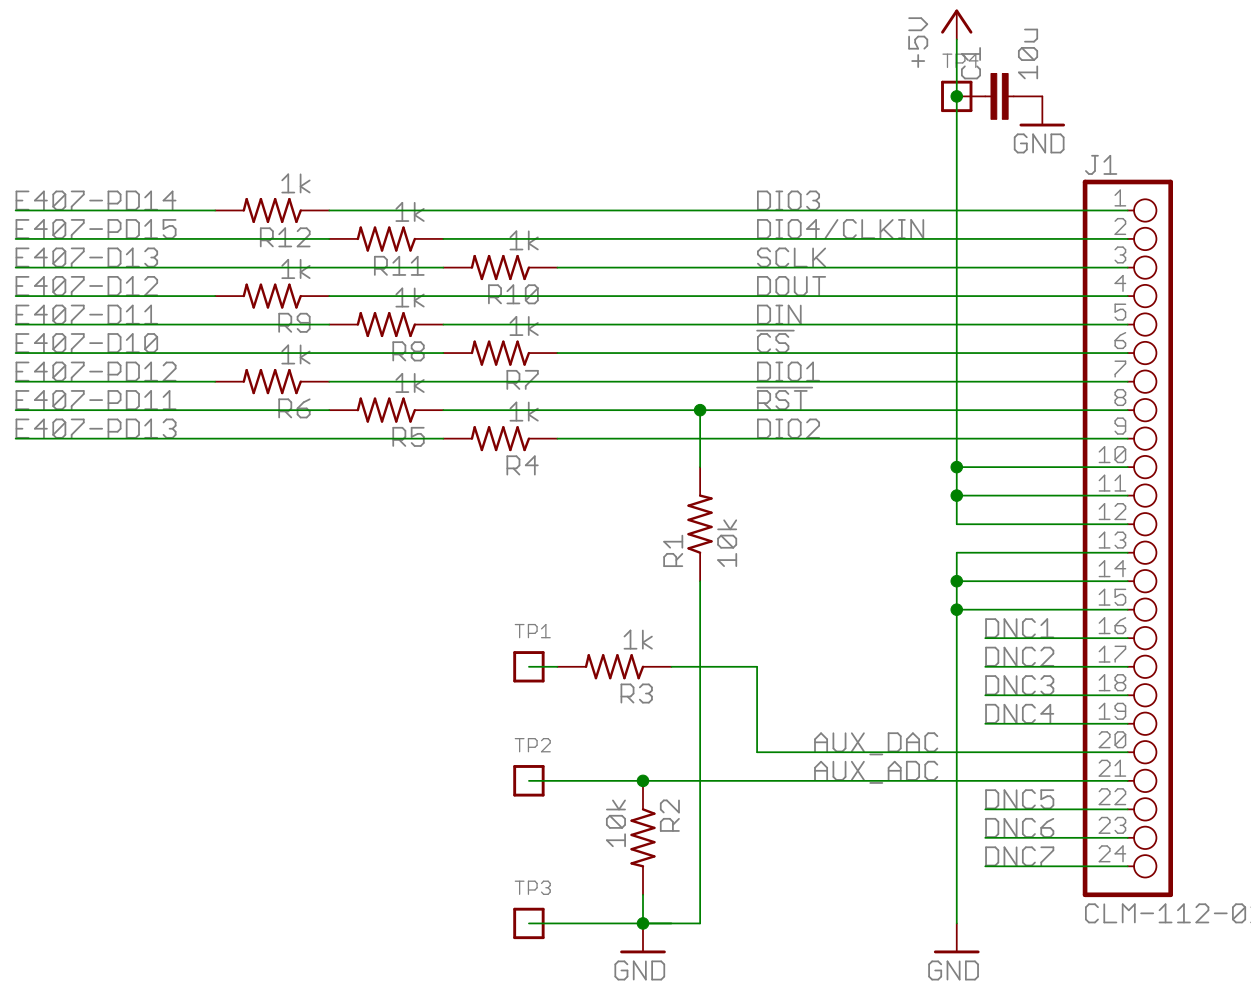 +5V
TP4
C1
10u
GND
J1
E407-PD14 1k DIO3 1
R12
E407-PD15 1k DIO4/CLKIN 2
R11
E407-D13 1k SCLK 3
R10
E407-D12 1k DOUT 4
R9
E407-D11 1k DIN 5
R8
E407-D10 1k CS 6
R7
E407-PD12 1k DIO1 7
R6
E407-PD11 1k RST 8
R5
E407-PD13 1k DIO2 9
R4
10
11
12
R1 10k
13
14
15
DNC1 16
DNC2 17
DNC3 18
DNC4 19
TP1
1k
R3
AUX_DAC 20
TP2
AUX_ADC 21
10k R2
DNC5 22
DNC6 23
DNC7 24
TP3
GND
GND
CLM-112-0